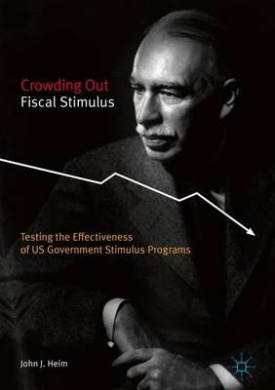 Crowding Out
Fiscal Stimulus
Testing the Effectiveness
of US Government Stimulus Programs
John J. Heim